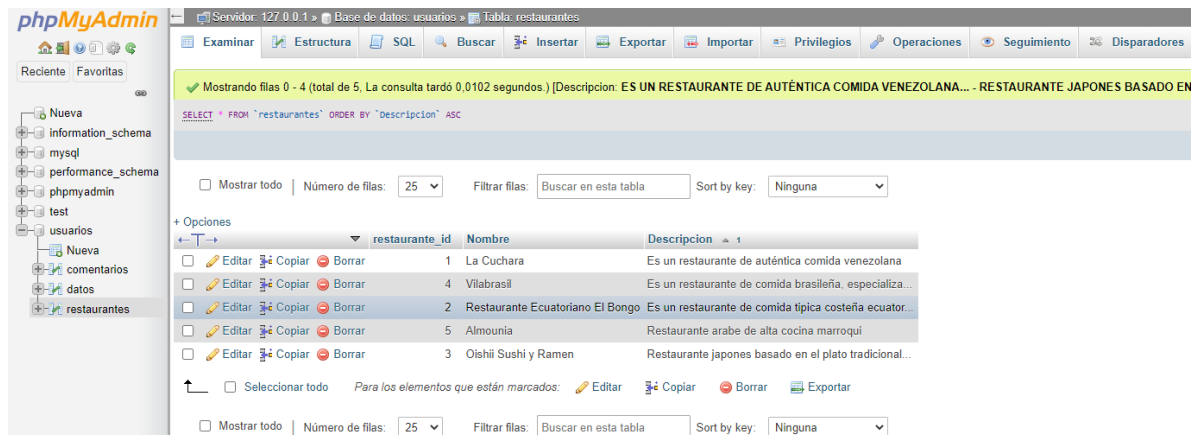 phpMyAdmin
Servidor: 127.0.0.1 » Base de datos: usuarios » Tabla: restaurantes
Examinar Estructura SQL Buscar Insertar Exportar Importar Privilegios Operaciones Seguimiento Disparadores
Reciente Favoritas
Nueva
information_schema
mysql
performance_schema
phpmyadmin
test
usuarios
Nueva
comentarios
datos
restaurantes
Mostrando filas 0 - 4 (total de 5, La consulta tardó 0,0102 segundos.) [Descripcion: ES UN RESTAURANTE DE AUTÉNTICA COMIDA VENEZOLANA... - RESTAURANTE JAPONES BASADO EN
SELECT * FROM `restaurantes` ORDER BY `Descripcion` ASC
Mostrar todo Número de filas: 25 Filtrar filas: Buscar en esta tabla Sort by key: Ninguna
+ Opciones
restaurante_id Nombre Descripcion 1
Editar Copiar Borrar 1 La Cuchara Es un restaurante de auténtica comida venezolana
Editar Copiar Borrar 4 Vilabrasil Es un restaurante de comida brasileña, especializa...
Editar Copiar Borrar 2 Restaurante Ecuatoriano El Bongo Es un restaurante de comida tipica costeña ecuator...
Editar Copiar Borrar 5 Almounia Restaurante arabe de alta cocina marroqui
Editar Copiar Borrar 3 Oishii Sushi y Ramen Restaurante japones basado en el plato tradicional...
Seleccionar todo Para los elementos que están marcados: Editar Copiar Borrar Exportar
Mostrar todo Número de filas: 25 Filtrar filas: Buscar en esta tabla Sort by key: Ninguna